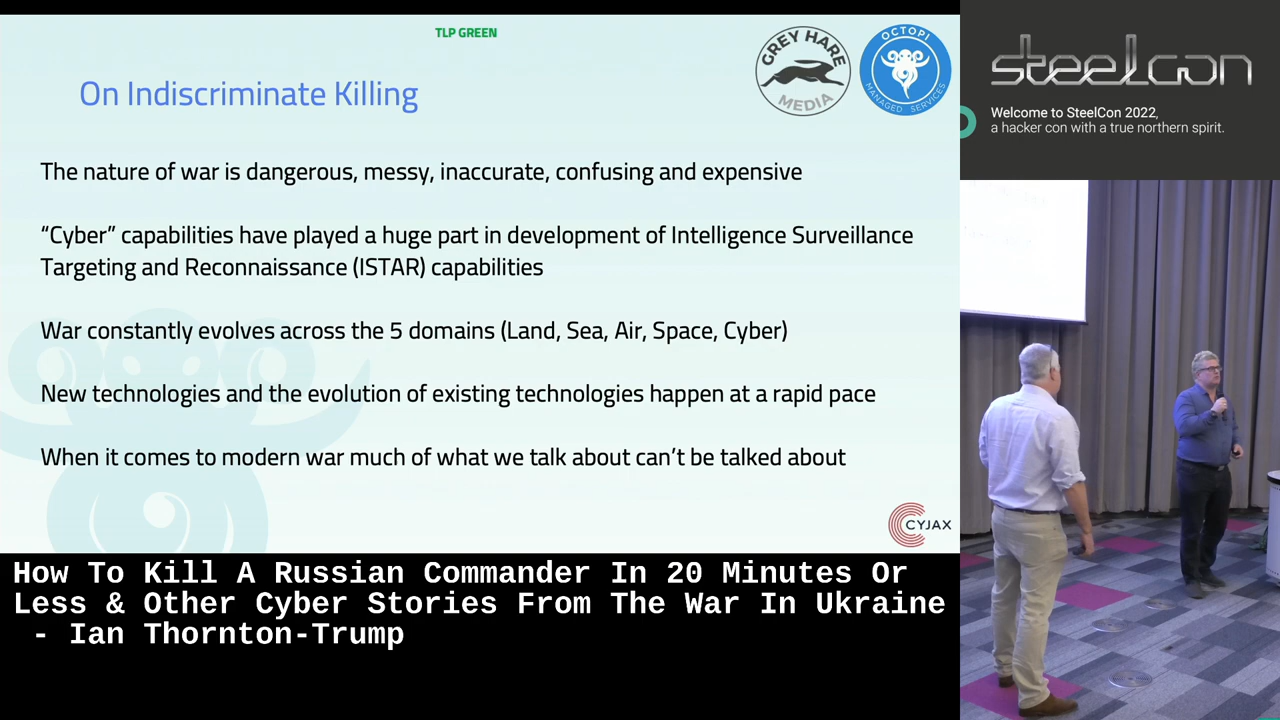 TLP GREEN
GREY HARE
MEDIA
OCTOPI
MANAGED SERVICES
On Indiscriminate Killing
The nature of war is dangerous, messy, inaccurate, confusing and expensive
“Cyber” capabilities have played a huge part in development of Intelligence Surveillance
Targeting and Reconnaissance (ISTAR) capabilities
War constantly evolves across the 5 domains (Land, Sea, Air, Space, Cyber)
New technologies and the evolution of existing technologies happen at a rapid pace
When it comes to modern war much of what we talk about can’t be talked about
CYJAX
How To Kill A Russian Commander In 20 Minutes Or
Less & Other Cyber Stories From The War In Ukraine
- Ian Thornton-Trump
steelcon
Welcome to SteelCon 2022,
a hacker con with a true northern spirit.